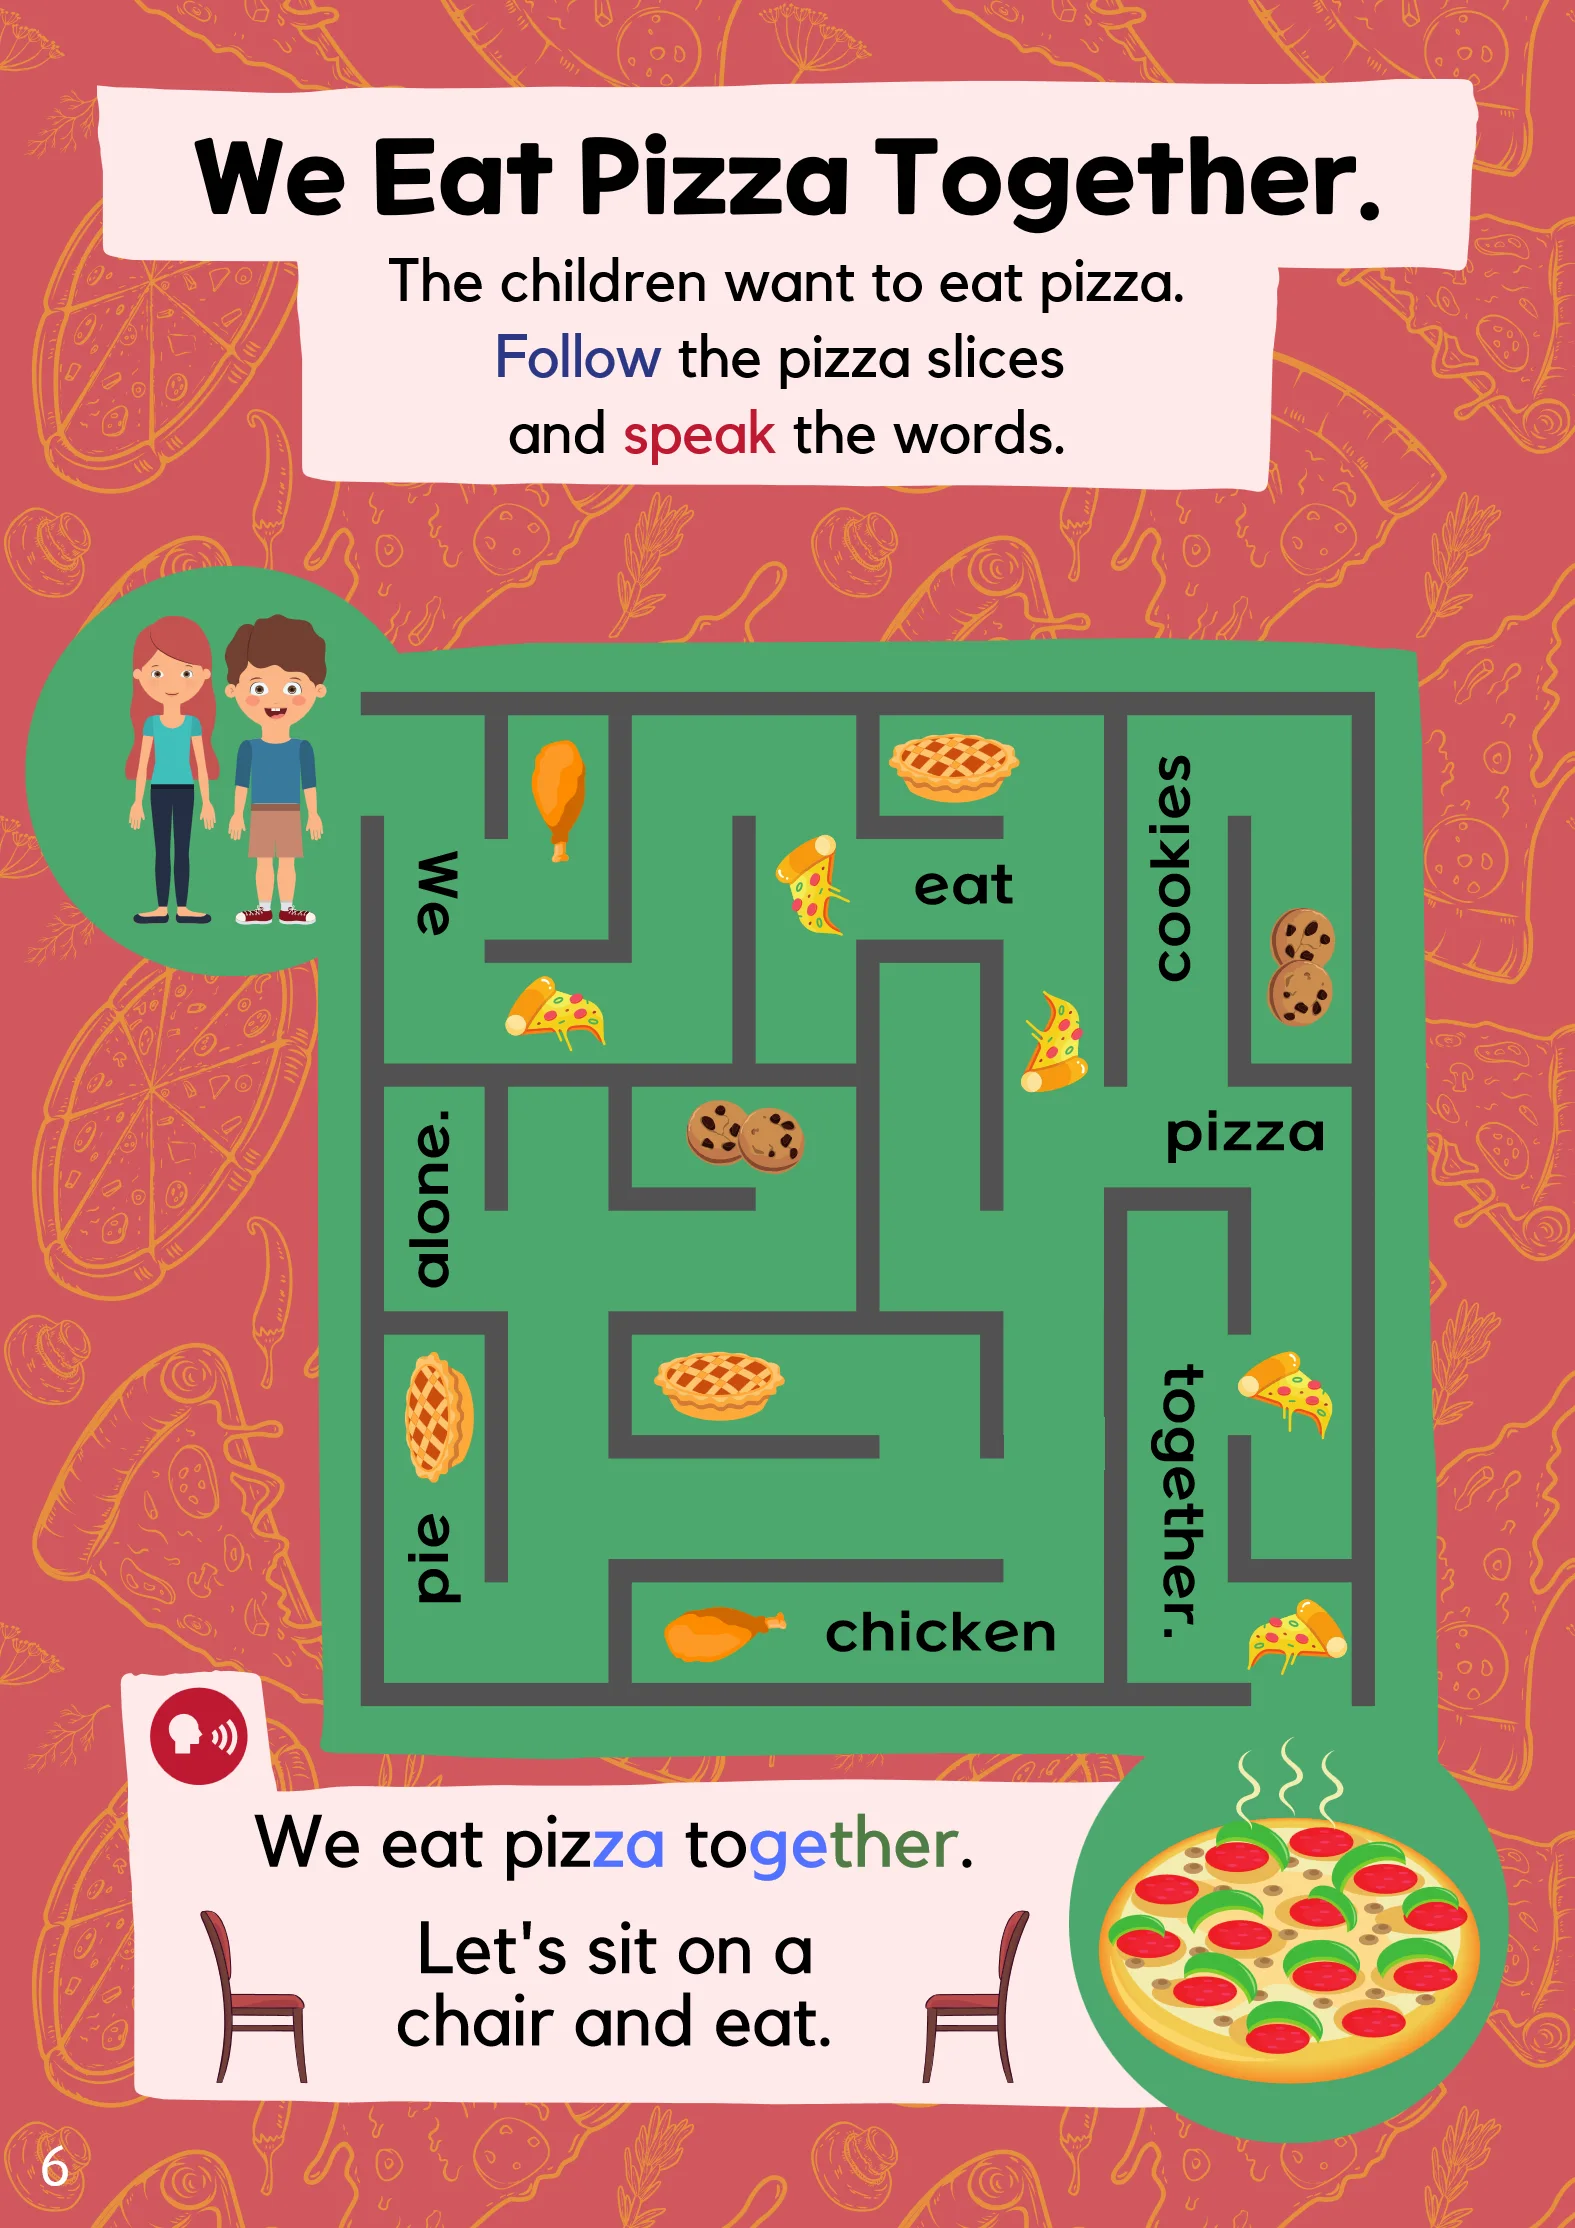 We Eat Pizza Together.
The children want to eat pizza.
Follow the pizza slices
and speak the words.
We
eat
cookies
pizza
alone.
together.
pie
chicken
We eat pizza together.
Let's sit on a
chair and eat.
6